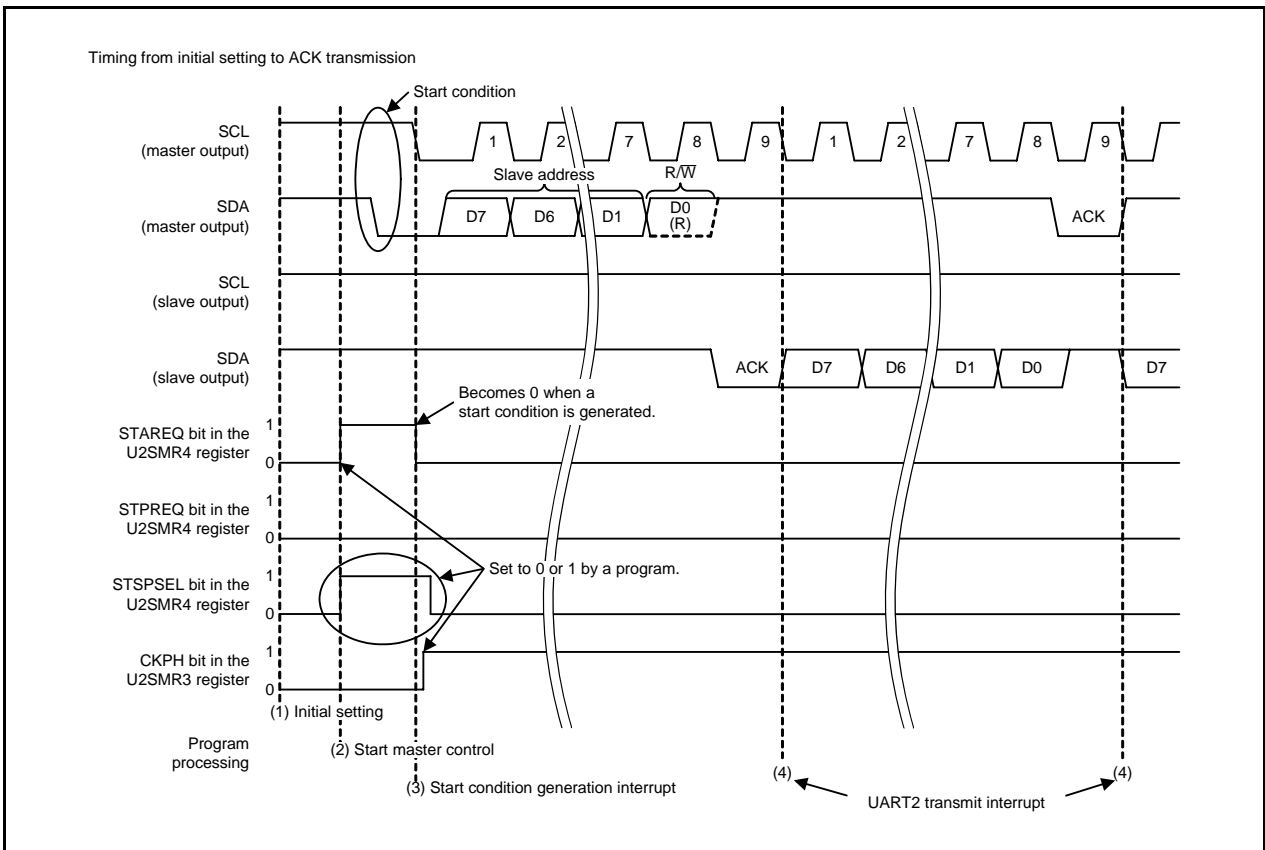 Timing from initial setting to ACK transmission
Start condition
SCL
(master output)
1 2 7 8 9 1 2 7 8 9
Slave address
R/W̅
SDA
(master output)
D7 D6 D1 D0
(R)
ACK
SCL
(slave output)
SDA
(slave output)
ACK D7 D6 D1 D0 D7
Becomes 0 when a
start condition is generated.
STAREQ bit in the
U2SMR4 register
1
0
STPREQ bit in the
U2SMR4 register
1
0
Set to 0 or 1 by a program.
STSPSEL bit in the
U2SMR4 register
1
0
CKPH bit in the
U2SMR3 register
1
0
(1) Initial setting
Program
processing
(2) Start master control
(3) Start condition generation interrupt
(4)
(4)
UART2 transmit interrupt